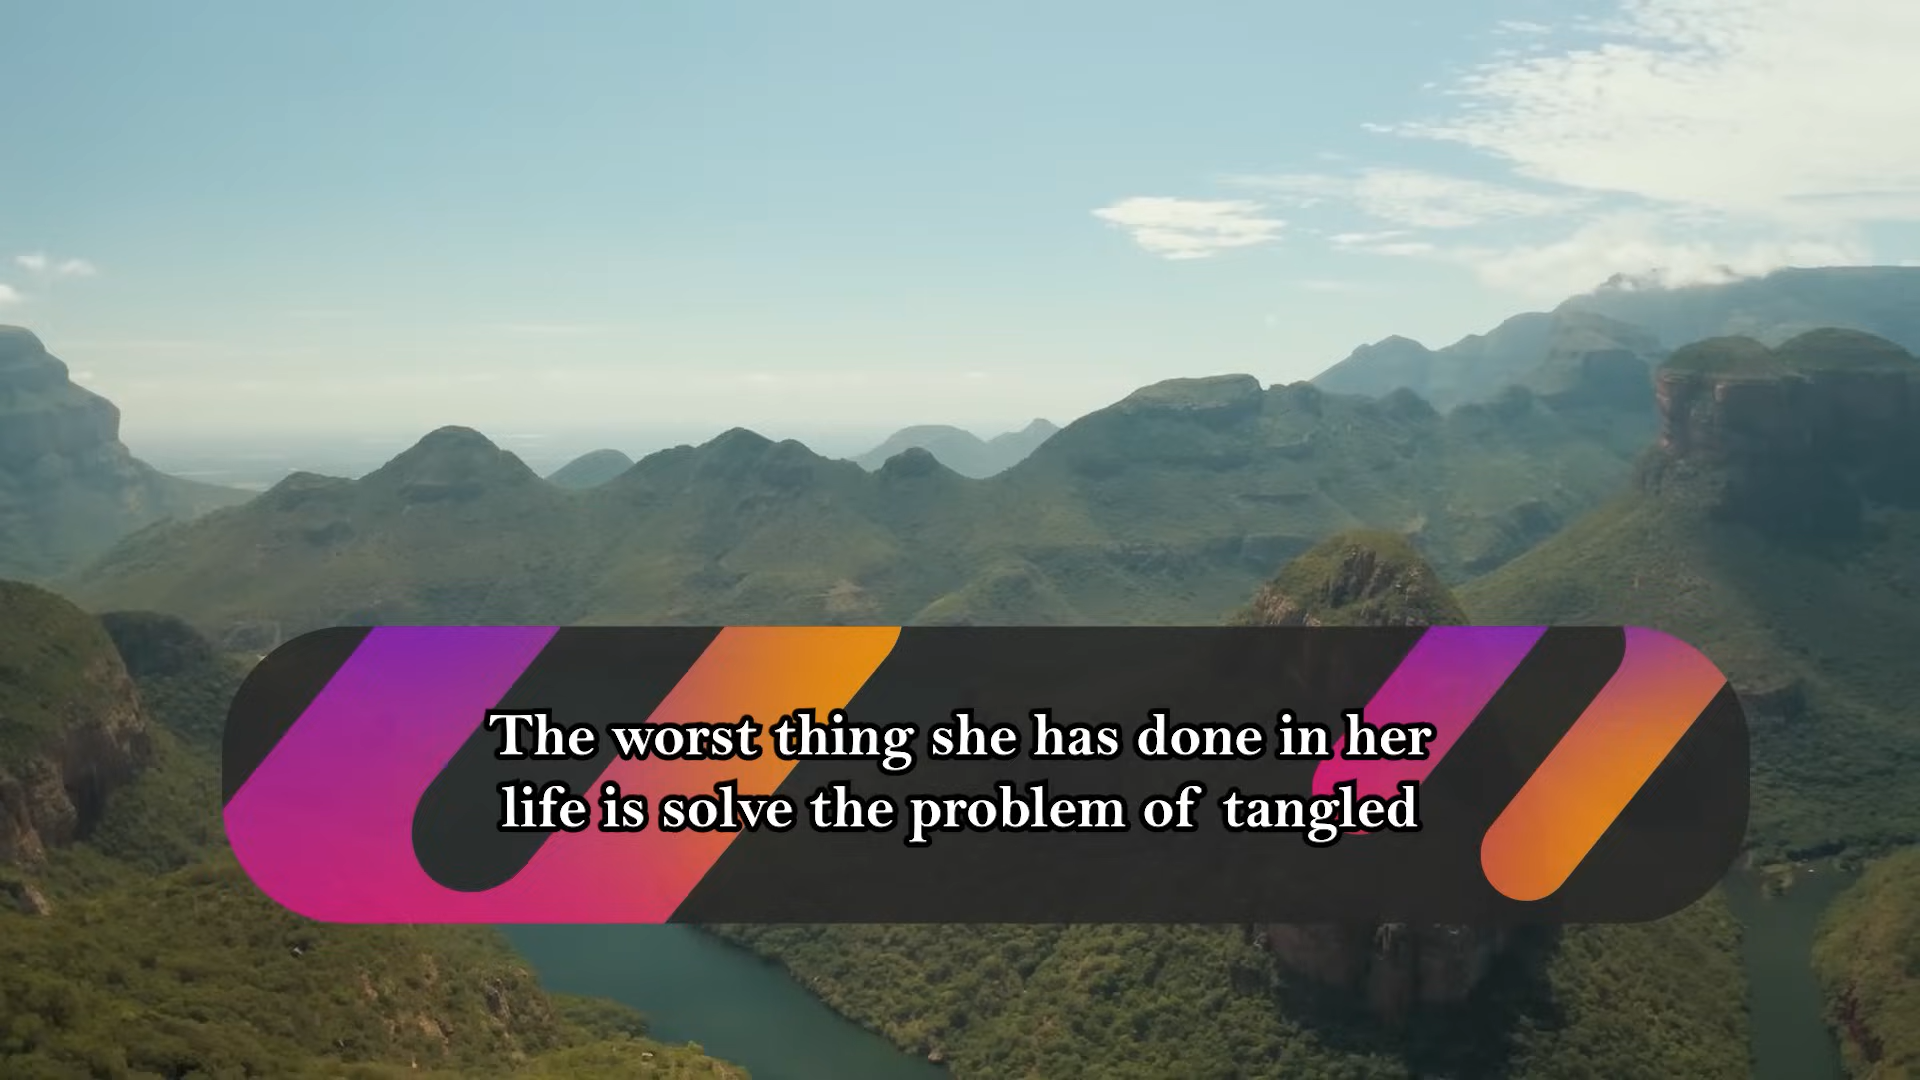 The worst thing she has done in her
life is solve the problem of tangled